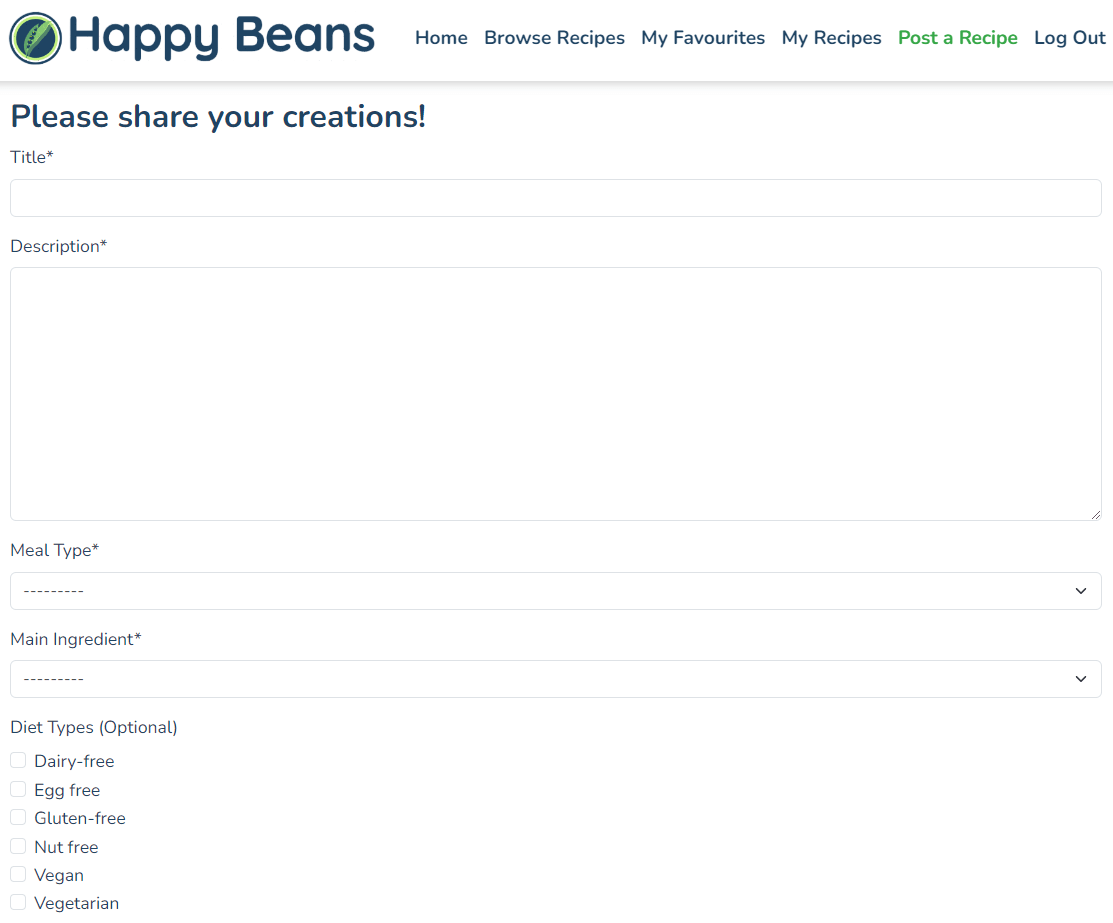 Happy Beans Home Browse Recipes My Favourites My Recipes Post a Recipe Log Out
Please share your creations!
Title*
Description*
Meal Type*
---------
Main Ingredient*
---------
Diet Types (Optional)
Dairy-free
Egg free
Gluten-free
Nut free
Vegan
Vegetarian